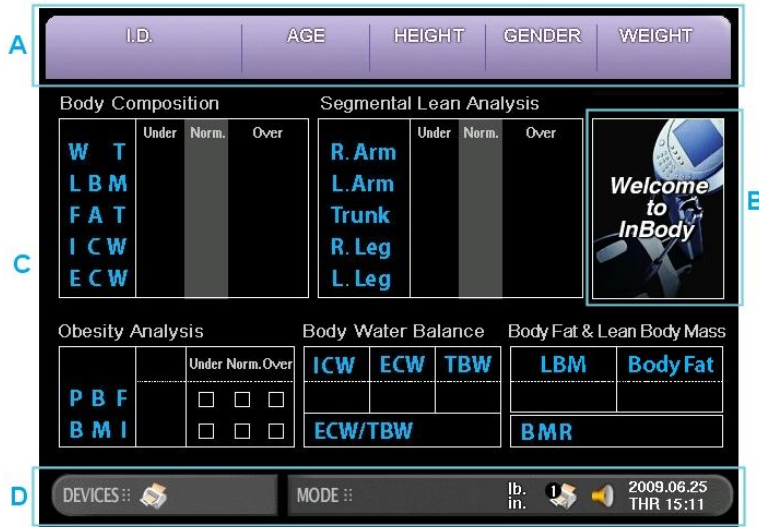 A
I.D. AGE HEIGHT GENDER WEIGHT
Body Composition
Under Norm. Over
W T
L B M
F A T
I C W
E C W
Segmental Lean Analysis
Under Norm. Over
R. Arm
L. Arm
Trunk
R. Leg
L. Leg
Welcome
to
InBody
B
C
Obesity Analysis
Under Norm. Over
P B F
B M I
Body Water Balance
ICW ECW TBW
ECW/TBW
Body Fat & Lean Body Mass
LBM Body Fat
BMR
D
DEVICES ::
MODE ::
lb.
in.
1
2009.06.25
THR 15:11